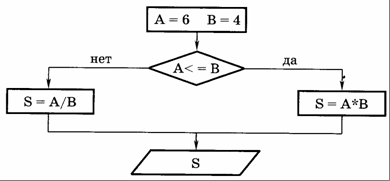 A = 6 B = 4
нет
A< = B
да
S = A/B
S = A*B
S